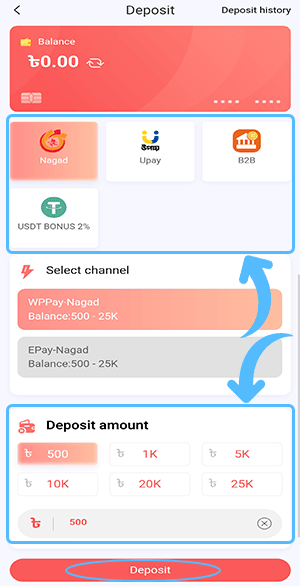 Deposit
Deposit history
Balance
৳0.00
Nagad
উপায়
Upay
B2B
USDT BONUS 2%
Select channel
WPPay-Nagad
Balance:500 - 25K
EPay-Nagad
Balance:500 - 25K
Deposit amount
৳ 500
৳ 1K
৳ 5K
৳ 10K
৳ 20K
৳ 25K
৳ 500
Deposit